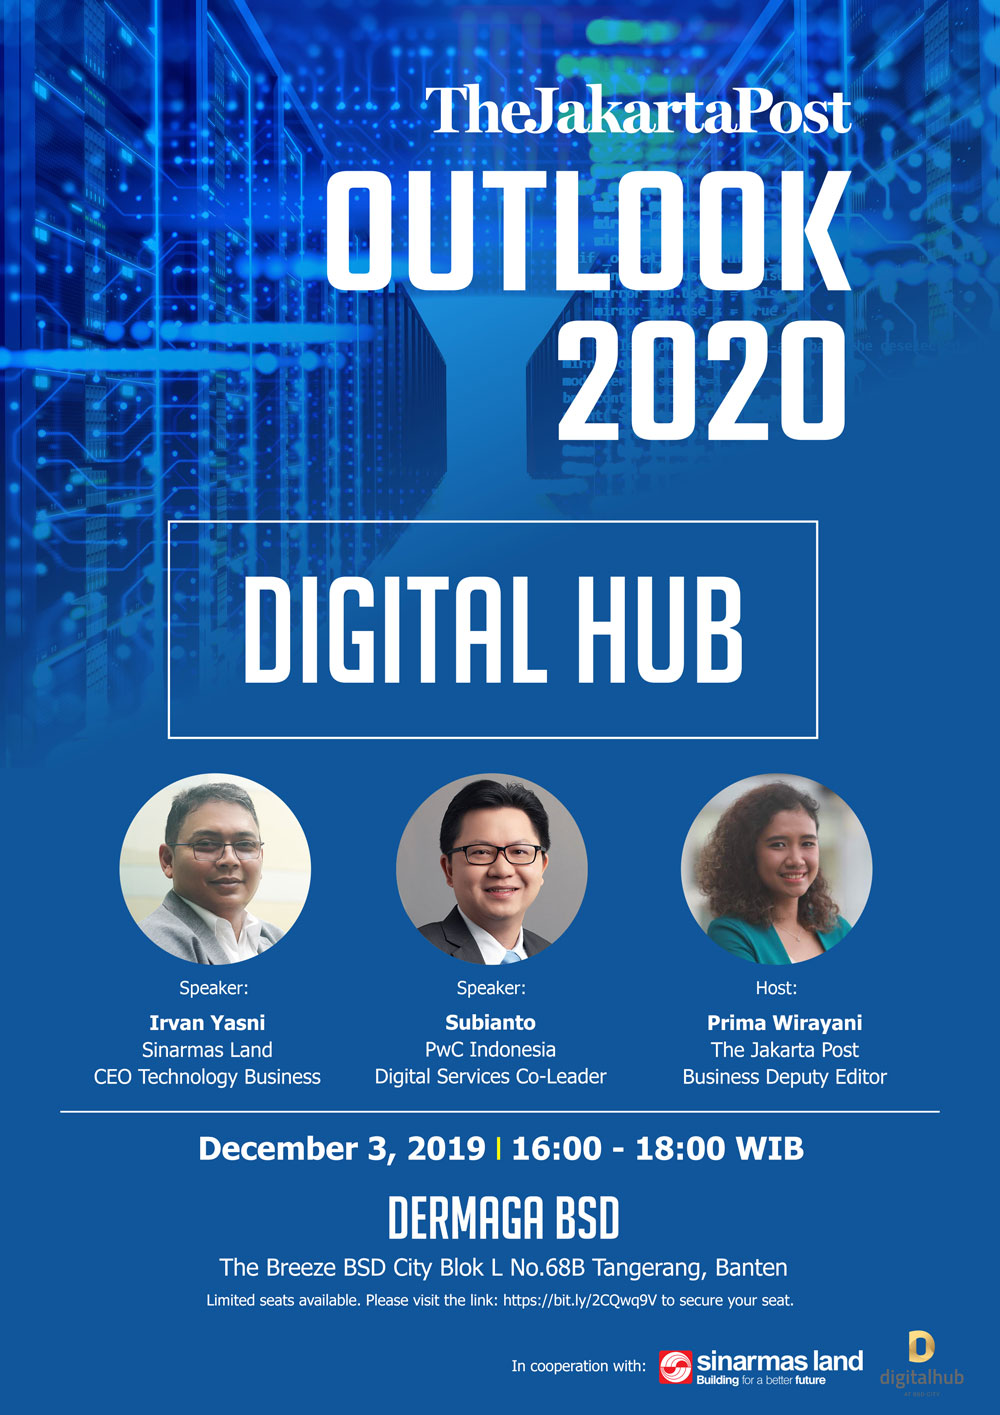 TheJakartaPost
OUTLOOK
2020
DIGITAL HUB
Speaker:
Irvan Yasni
Sinarmas Land
CEO Technology Business
Speaker:
Subianto
PwC Indonesia
Digital Services Co-Leader
Host:
Prima Wirayani
The Jakarta Post
Business Deputy Editor
December 3, 2019 | 16:00 - 18:00 WIB
DERMAGA BSD
The Breeze BSD City Blok L No.68B Tangerang, Banten
Limited seats available. Please visit the link: https://bit.ly/2CQwq9V to secure your seat.
In cooperation with:
sinarmas land
Building for a better future
D
digitalhub
AT BSD CITY